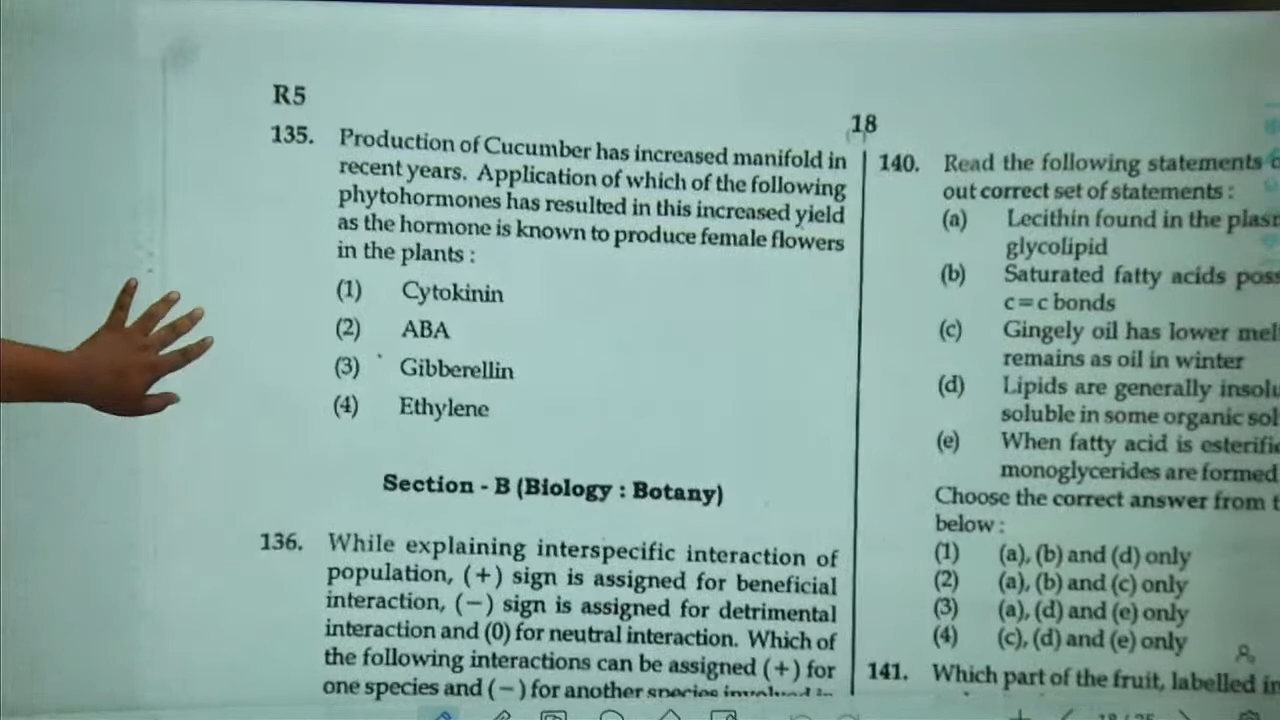 R5
18
135. Production of Cucumber has increased manifold in
recent years. Application of which of the following
phytohormones has resulted in this increased yield
as the hormone is known to produce female flowers
in the plants :
(1) Cytokinin
(2) ABA
(3) Gibberellin
(4) Ethylene
Section - B (Biology : Botany)
136. While explaining interspecific interaction of
population, (+) sign is assigned for beneficial
interaction, (−) sign is assigned for detrimental
interaction and (0) for neutral interaction. Which of
the following interactions can be assigned (+) for
one species and (−) for another species involved in
140. Read the following statements
out correct set of statements :
(a) Lecithin found in the
glycolipid
(b) Saturated fatty acids
c=c bonds
(c) Gingely oil has lower
remains as oil in winter
(d) Lipids are generally
soluble in some organic
(e) When fatty acid is
monoglycerides are formed
Choose the correct answer from
below :
(1) (a), (b) and (d) only
(2) (a), (b) and (c) only
(3) (a), (d) and (e) only
(4) (c), (d) and (e) only
141. Which part of the fruit, labelled in